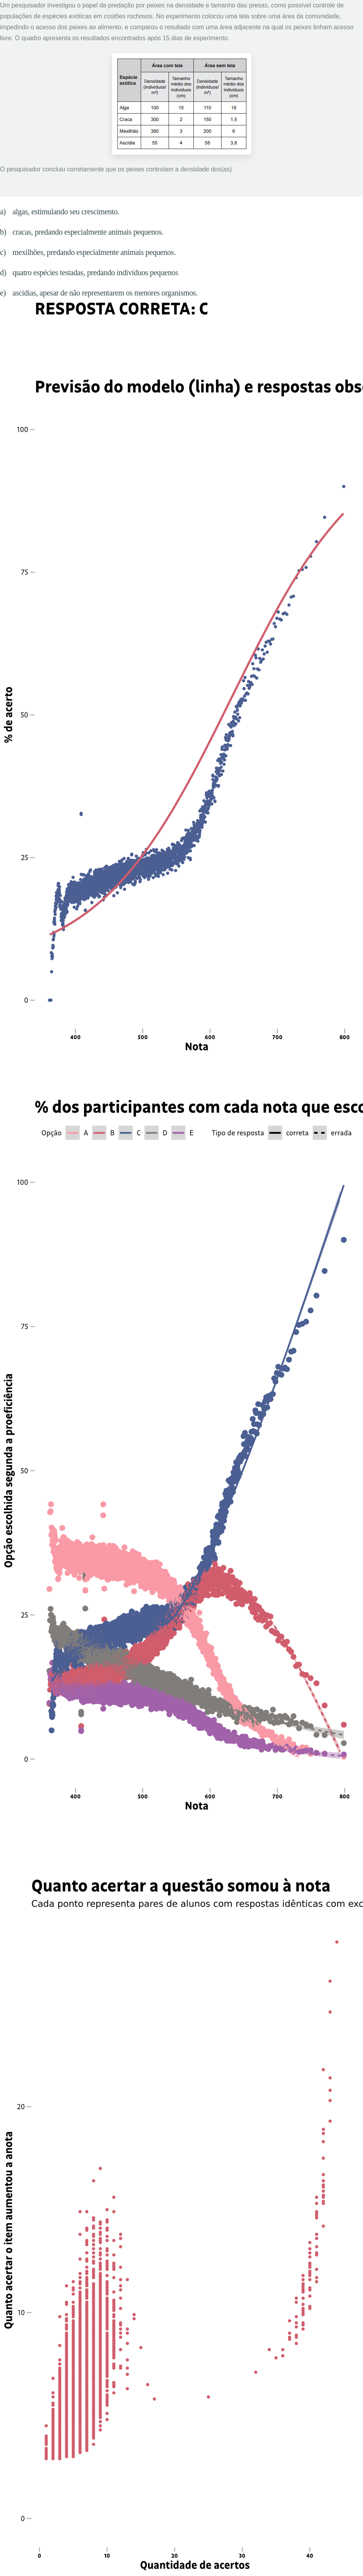 Um pesquisador investigou o papel da predação por peixes na densidade e tamanho das presas, como possível controle de
populações de espécies exóticas em costões rochosos. No experimento colocou uma tela sobre uma área da comunidade,
impedindo o acesso dos peixes ao alimento, e comparou o resultado com uma área adjacente na qual os peixes tinham acesso
livre. O quadro apresenta os resultados encontrados após 15 dias de experimento.
Espécie exótica | Área com tela | Área sem tela
Densidade (indivíduos/m²) | Tamanho médio dos indivíduos (cm) | Densidade (indivíduos/m²) | Tamanho médio dos indivíduos (cm)
Alga 100 15 110 18
Craca 300 2 150 1,5
Mexilhão 380 3 200 6
Ascídia 55 4 58 3,8
O pesquisador concluiu corretamente que os peixes controlam a densidade dos(as)
a) algas, estimulando seu crescimento.
b) cracas, predando especialmente animais pequenos.
c) mexilhões, predando especialmente animais pequenos.
d) quatro espécies testadas, predando indivíduos pequenos
e) ascídias, apesar de não representarem os menores organismos.
RESPOSTA CORRETA: C
Previsão do modelo (linha) e respostas obs
100
75
50
25
0
% de acerto
400 500 600 700 800
Nota
% dos participantes com cada nota que esco
Opção A B C D E Tipo de resposta correta errada
100
75
50
25
0
Opção escolhida segunda a proeficiência
400 500 600 700 800
Nota
Quanto acertar a questão somou à nota
Cada ponto representa pares de alunos com respostas idênticas com exc
20
10
0
Quanto acertar o item aumentou a anota
0 10 20 30 40
Quantidade de acertos